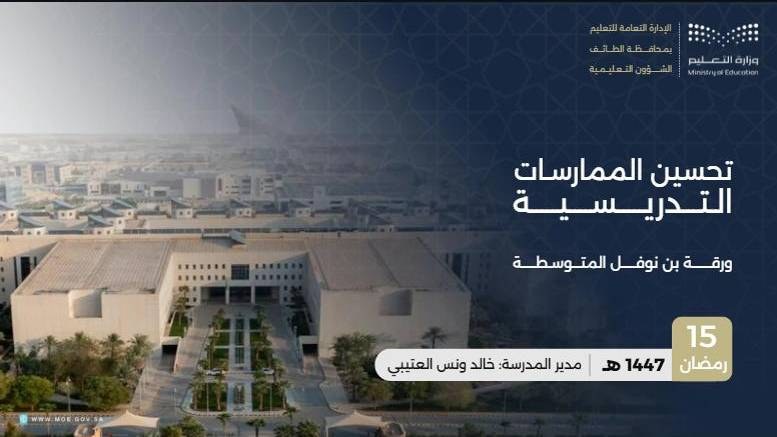 الإدارة العامة للتعليم
بمحافظة الطائف
الشؤون التعليمية
وزارة التعليم
Ministry of Education
تحسين الممارسات
التدريسية
ورقة بن نوفل المتوسطة
15
رمضان
1447 هـ
مدير المدرسة: خالد ونس العتيبي
WWW.MOE.GOV.SA